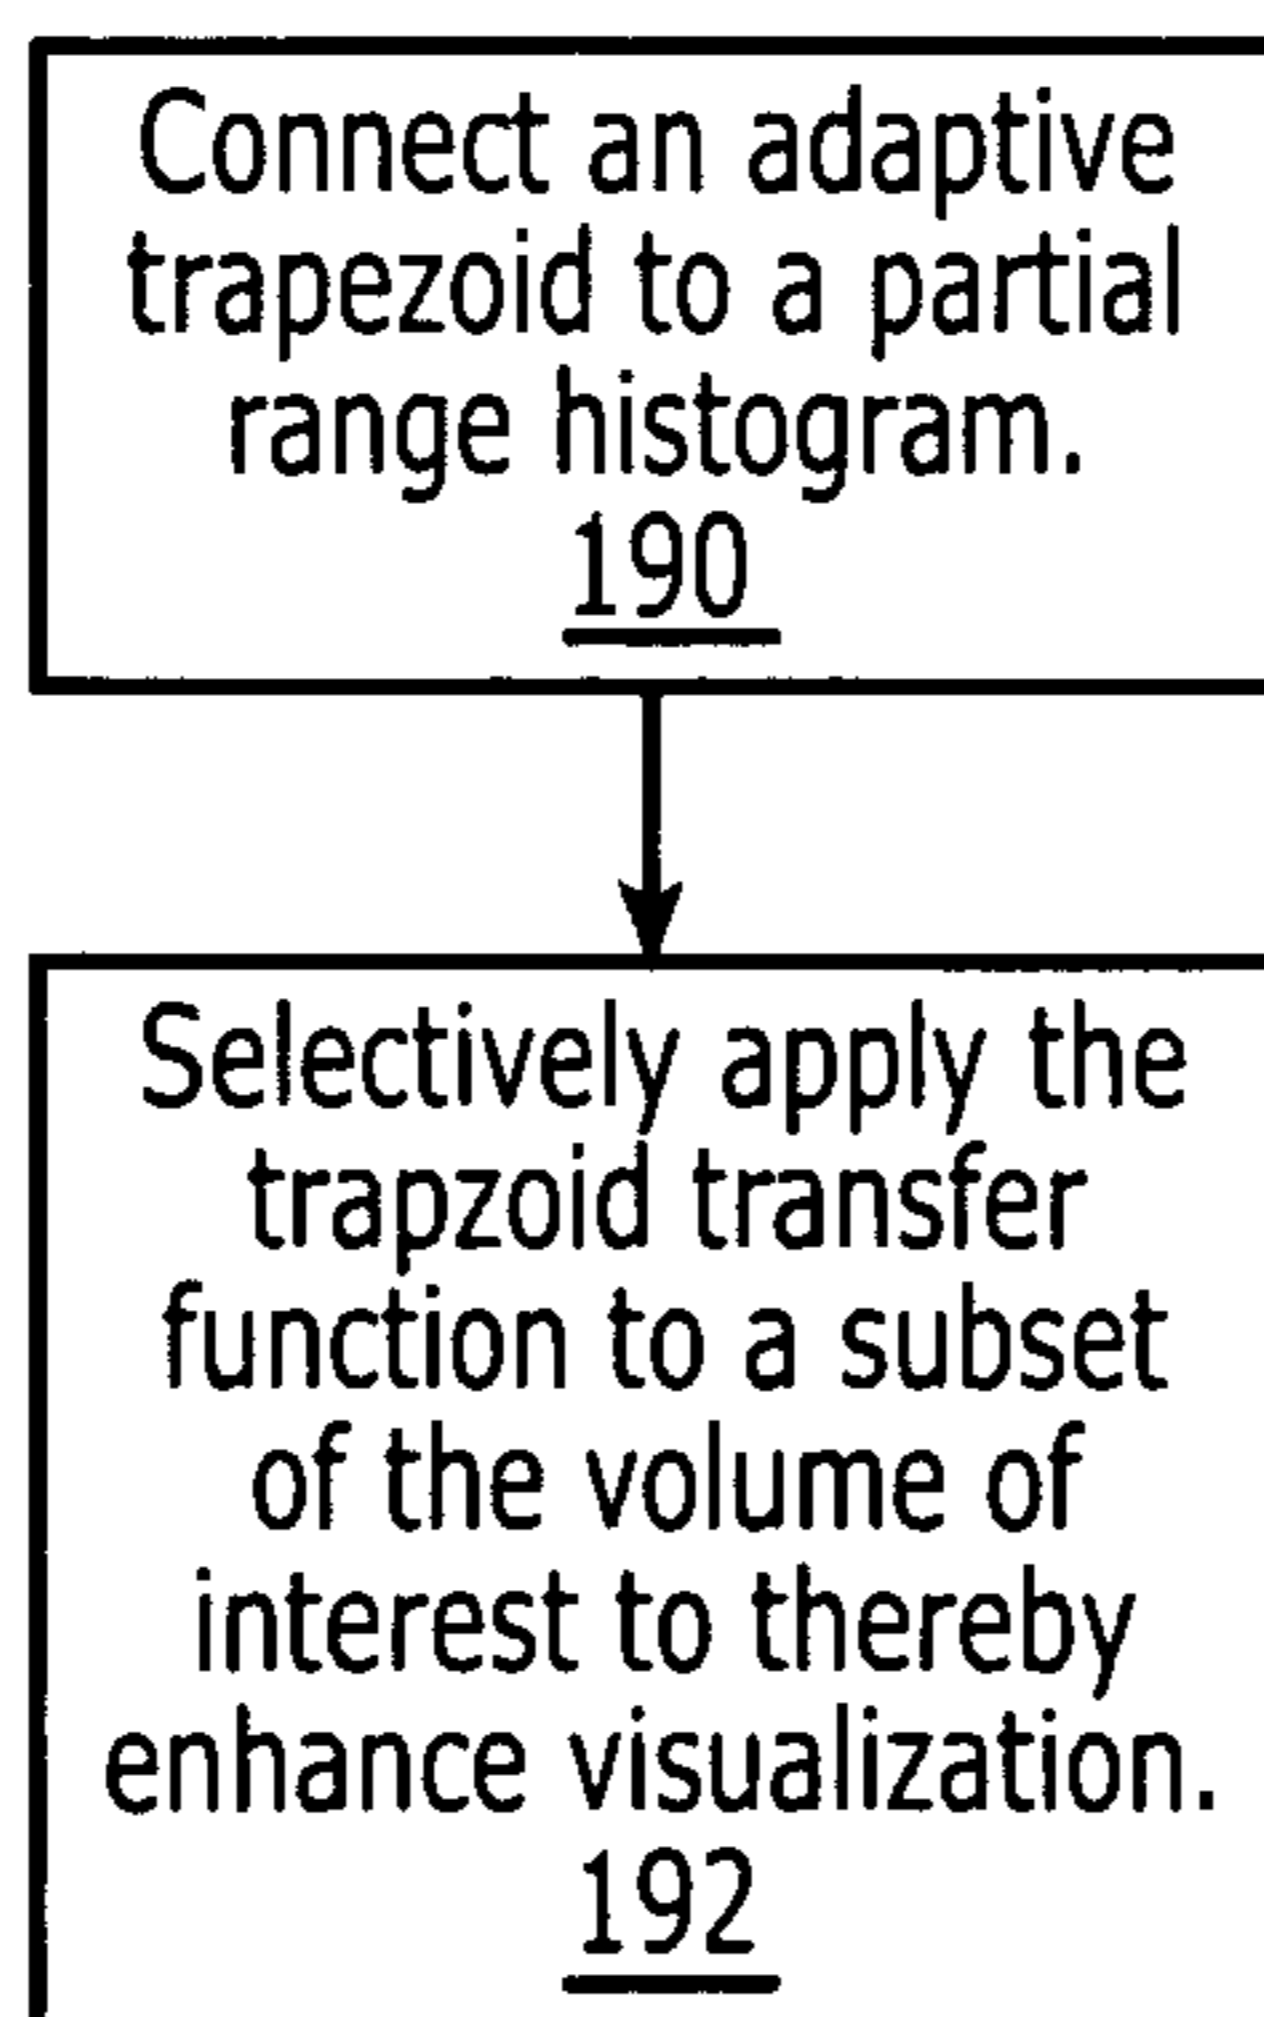 Connect an adaptive
trapezoid to a partial
range histogram.
190
Selectively apply the
trapzoid transfer
function to a subset
of the volume of
interest to thereby
enhance visualization.
192